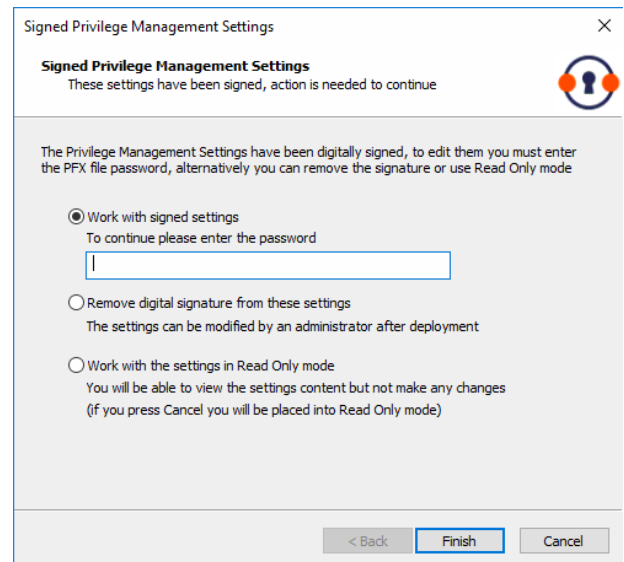 Signed Privilege Management Settings
Signed Privilege Management Settings
These settings have been signed, action is needed to continue
The Privilege Management Settings have been digitally signed, to edit them you must enter
the PFX file password, alternatively you can remove the signature or use Read Only mode
Work with signed settings
To continue please enter the password
Remove digital signature from these settings
The settings can be modified by an administrator after deployment
Work with the settings in Read Only mode
You will be able to view the settings content but not make any changes
(if you press Cancel you will be placed into Read Only mode)
< Back Finish Cancel